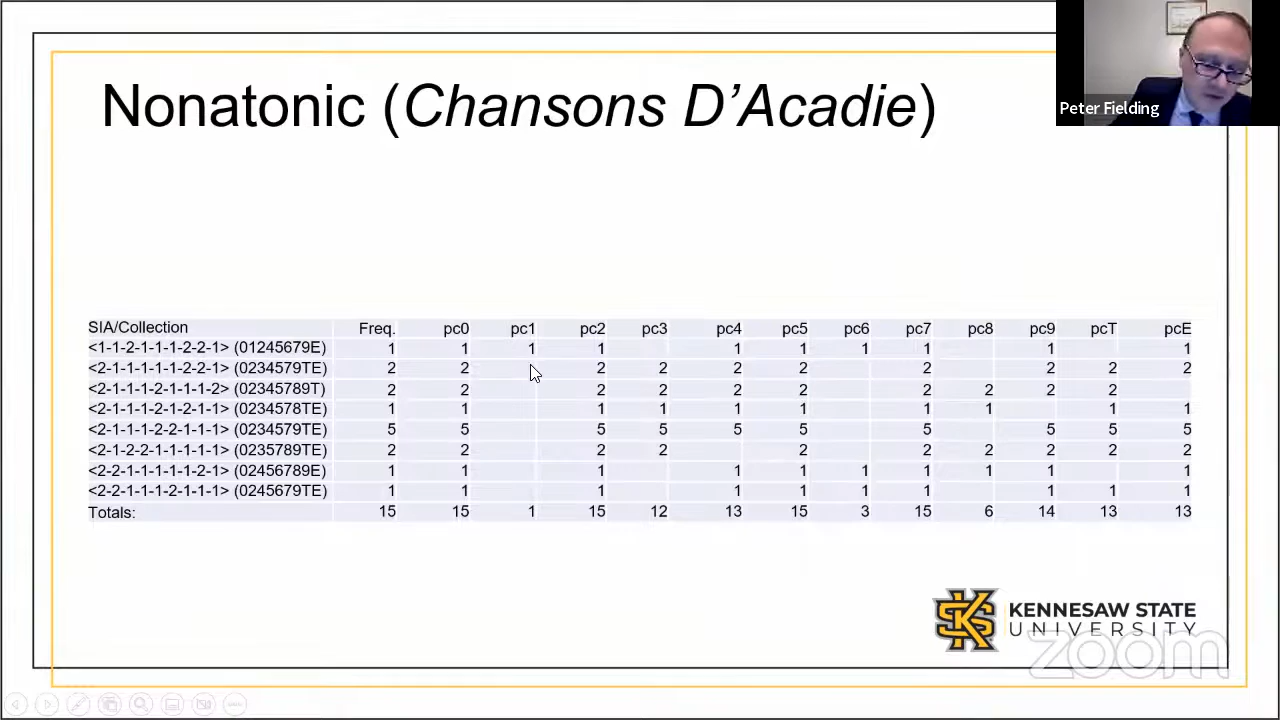 Nonatonic (Chansons D’Acadie)
Peter Fielding
SIA/Collection Freq. pc0 pc1 pc2 pc3 pc4 pc5 pc6 pc7 pc8 pc9 pcT pcE
<1-1-2-1-1-1-2-2-1> (01245679E) 1 1 1 1 1 1 1 1 1 1
<2-1-1-1-1-1-2-2-1> (0234579TE) 2 2 2 2 2 2 2 2 2 2
<2-1-1-1-2-1-1-1-2> (02345789T) 2 2 2 2 2 2 2 2 2 2
<2-1-1-1-2-1-2-1-1> (0234578TE) 1 1 1 1 1 1 1 1 1 1
<2-1-1-1-2-2-1-1-1> (0234579TE) 5 5 5 5 5 5 5 5 5 5
<2-1-2-2-1-1-1-1-1> (0235789TE) 2 2 2 2 2 2 2 2 2 2
<2-2-1-1-1-1-1-2-1> (02456789E) 1 1 1 1 1 1 1 1 1 1
<2-2-1-1-1-2-1-1-1> (0245679TE) 1 1 1 1 1 1 1 1 1 1
Totals: 15 15 1 15 12 13 15 3 15 6 14 13 13
KENNESAW STATE
UNIVERSITY
zoom